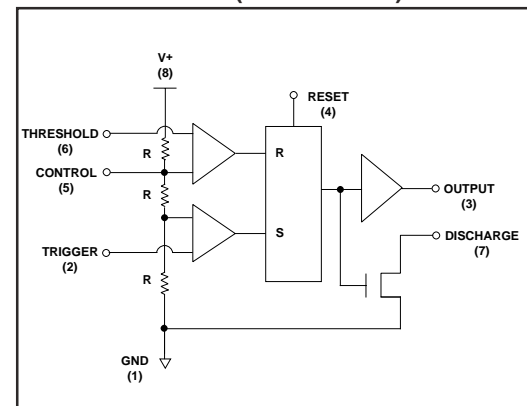 V+
(8)
RESET
(4)
THRESHOLD
(6)
R
R
CONTROL
(5)
R
OUTPUT
(3)
S
DISCHARGE
(7)
TRIGGER
(2)
R
GND
(1)